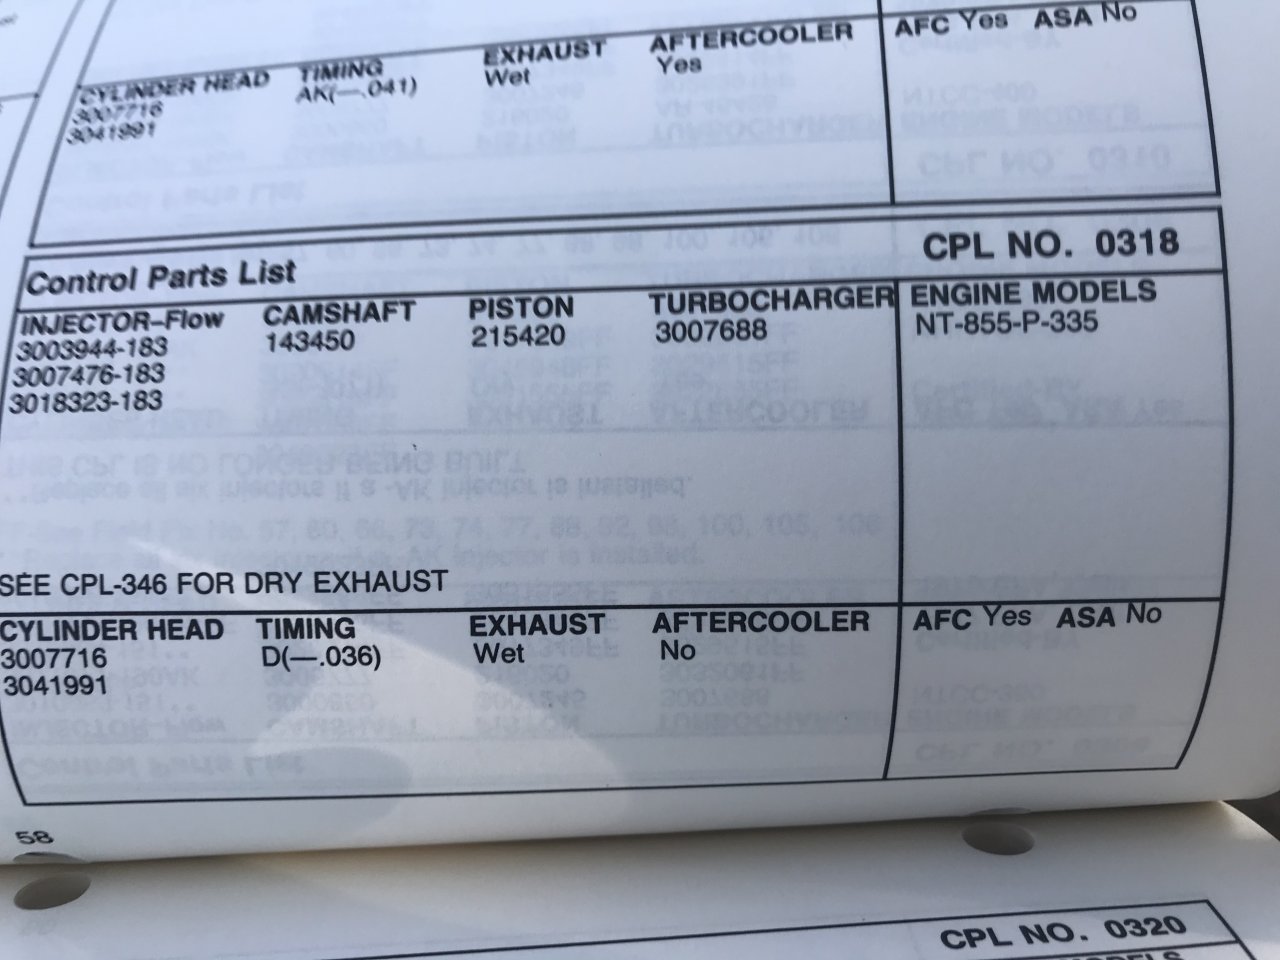 AFC Yes ASA No
CYLINDER HEAD TIMING EXHAUST AFTERCOOLER
3007716 AK(—.041) Wet Yes
3041991
Control Parts List CPL NO. 0318
INJECTOR–Flow CAMSHAFT PISTON TURBOCHARGER ENGINE MODELS
3003944-183 143450 215420 3007688 NT-855-P-335
3007476-183
3018323-183
SEE CPL-346 FOR DRY EXHAUST
CYLINDER HEAD TIMING EXHAUST AFTERCOOLER AFC Yes ASA No
3007716 D(—.036) Wet No
3041991
58
CPL NO. 0320